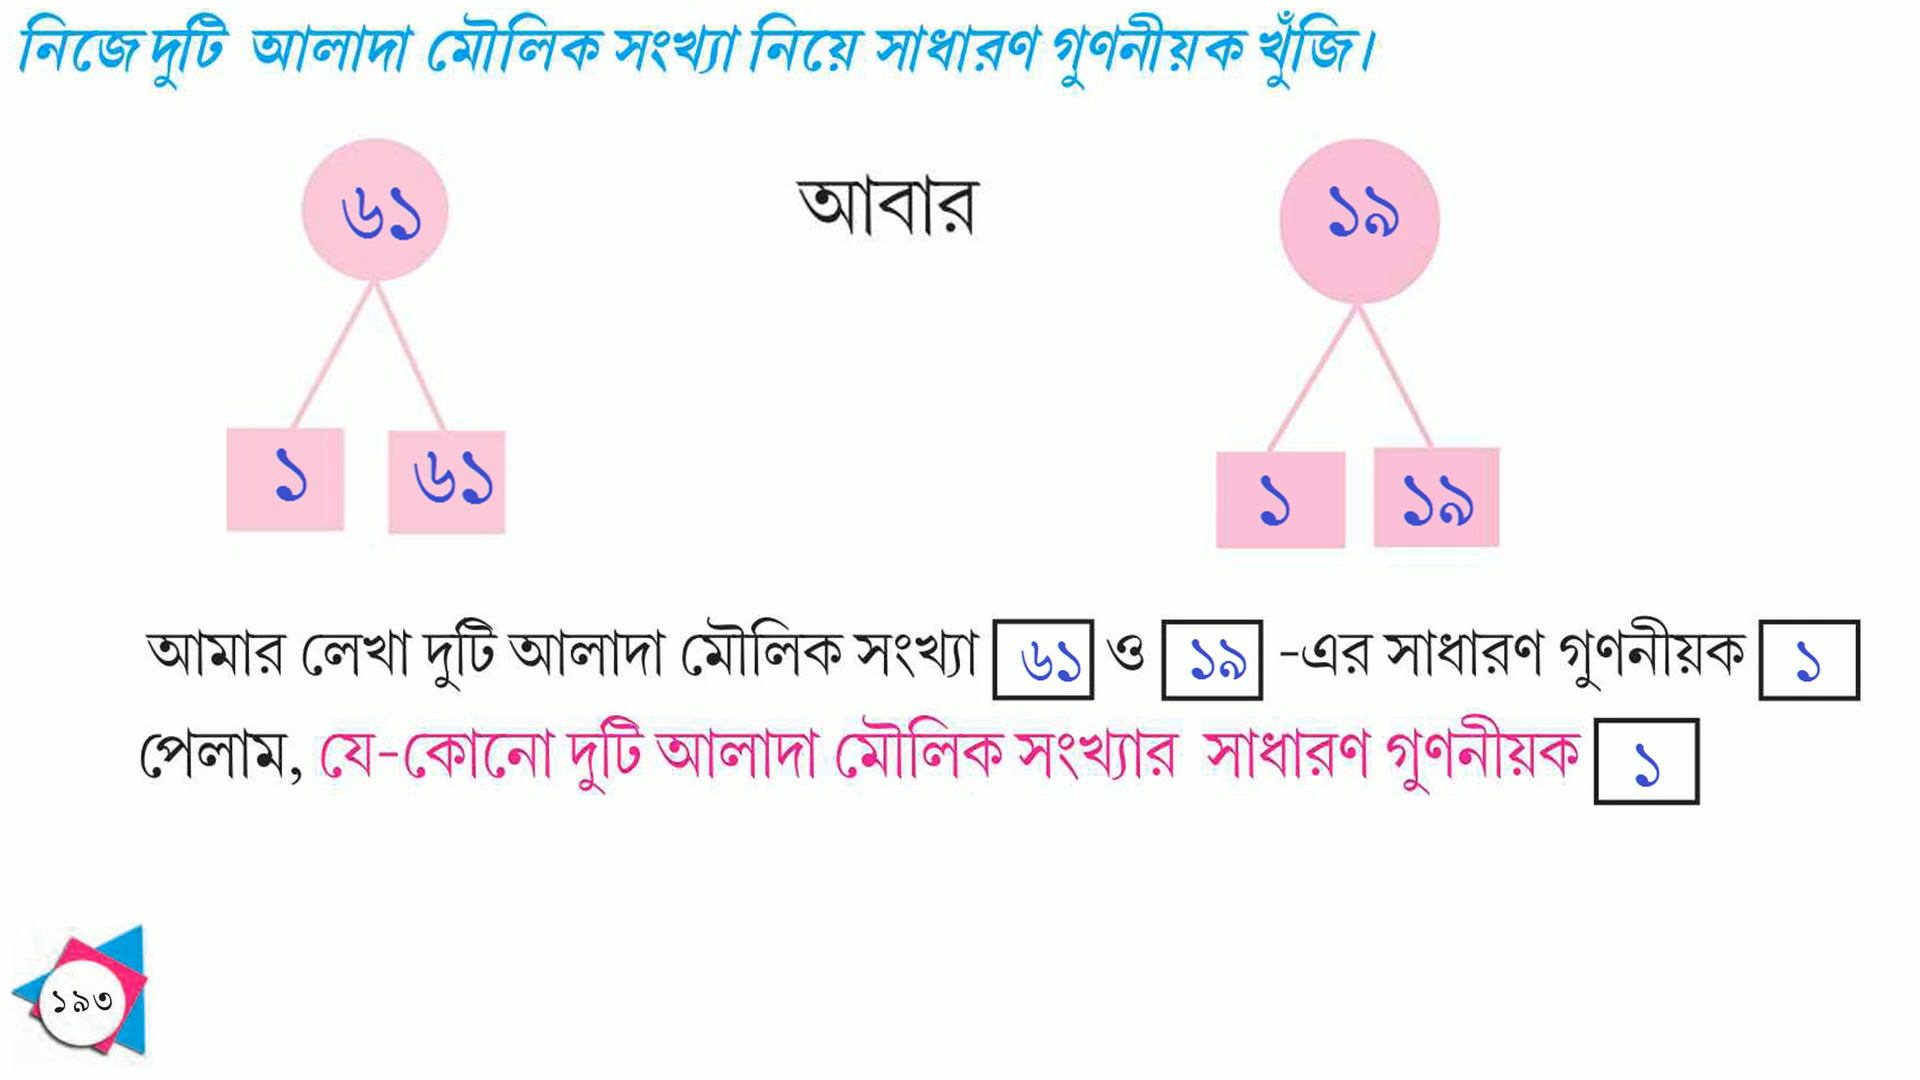 নিজে দুটি আলাদা মৌলিক সংখ্যা নিয়ে সাধারণ গুণনীয়ক খুঁজি।
৬১ আবার ১৯
১ ৬১ ১ ১৯
আমার লেখা দুটি আলাদা মৌলিক সংখ্যা ৬১ ও ১৯ -এর সাধারণ গুণনীয়ক ১
পেলাম, যে-কোনো দুটি আলাদা মৌলিক সংখ্যার সাধারণ গুণনীয়ক ১
১৯৩